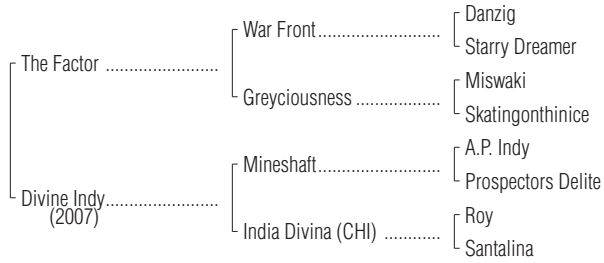 Danzig
War Front........................
Starry Dreamer
The Factor ......................
Miswaki
Greyciousness .................
Skatingonthinice
A.P. Indy
Mineshaft........................
Prospectors Delite
Divine Indy......................
(2007)
Roy
India Divina (CHI) ...........
Santalina